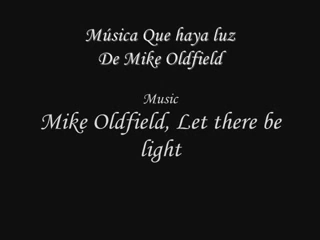 Música Que haya luz
De Mike Oldfield
Music
Mike Oldfield, Let there be
light